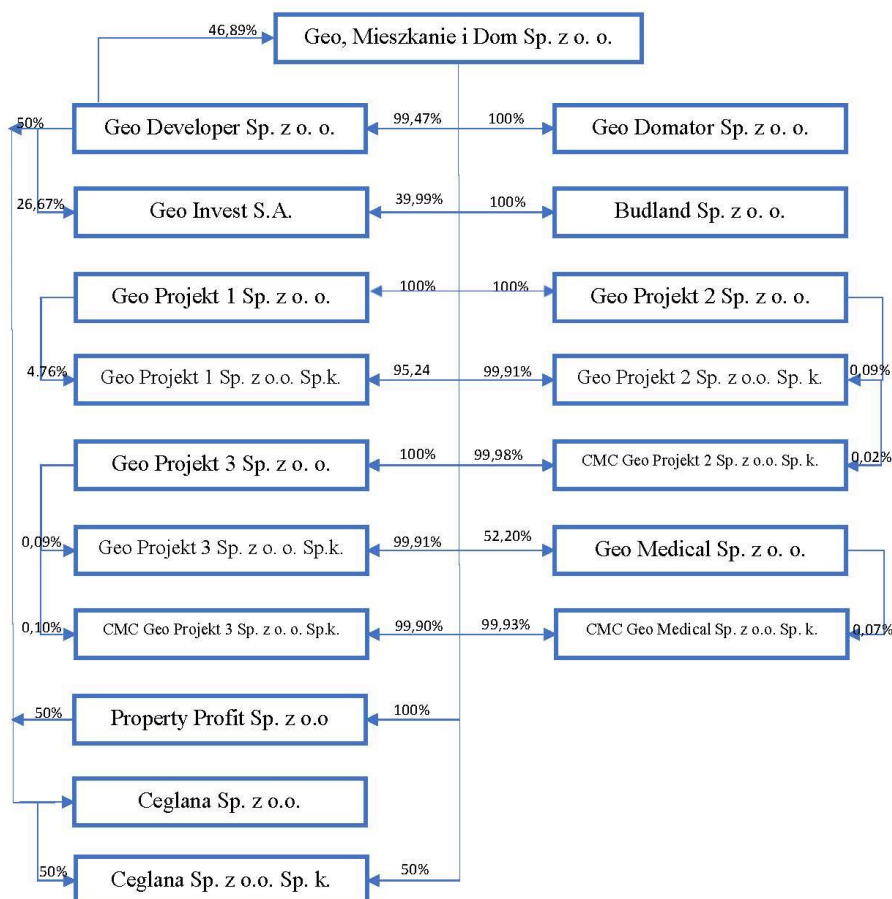 46,89%
Geo, Mieszkanie i Dom Sp. z o. o.
50%
Geo Developer Sp. z o. o.
99,47%
100%
Geo Domator Sp. z o. o.
26,67%
Geo Invest S.A.
39,99%
100%
Budland Sp. z o. o.
Geo Projekt 1 Sp. z o. o.
100%
100%
Geo Projekt 2 Sp. z o. o.
4.76%
Geo Projekt 1 Sp. z o.o. Sp.k.
95,24
99,91%
Geo Projekt 2 Sp. z o.o. Sp. k.
0,09%
Geo Projekt 3 Sp. z o. o.
100%
99,98%
CMC Geo Projekt 2 Sp. z o.o. Sp. k.
0,02%
0,09%
Geo Projekt 3 Sp. z o. o. Sp.k.
99,91%
52,20%
Geo Medical Sp. z o. o.
0,10%
CMC Geo Projekt 3 Sp. z o. o. Sp.k.
99,90%
99,93%
CMC Geo Medical Sp. z o.o. Sp. k.
0,07%
50%
Property Profit Sp. z o.o
100%
Ceglana Sp. z o.o.
50%
Ceglana Sp. z o.o. Sp. k.
50%